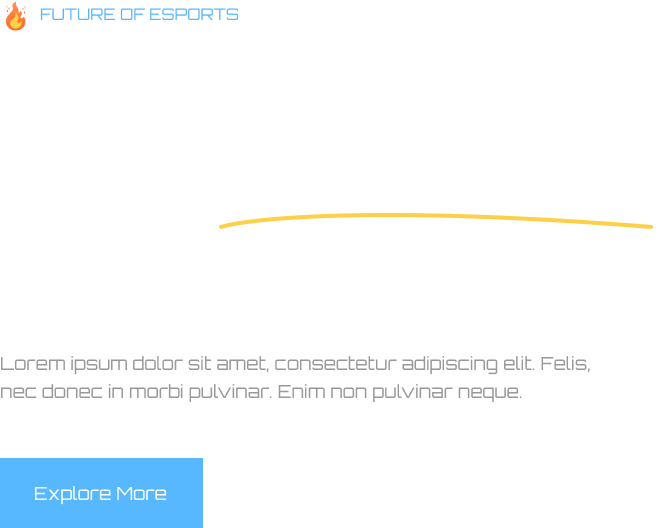 FUTURE OF ESPORTS
Lorem ipsum dolor sit amet, consectetur adipiscing elit. Felis,
nec donec in morbi pulvinar. Enim non pulvinar neque.
Explore More